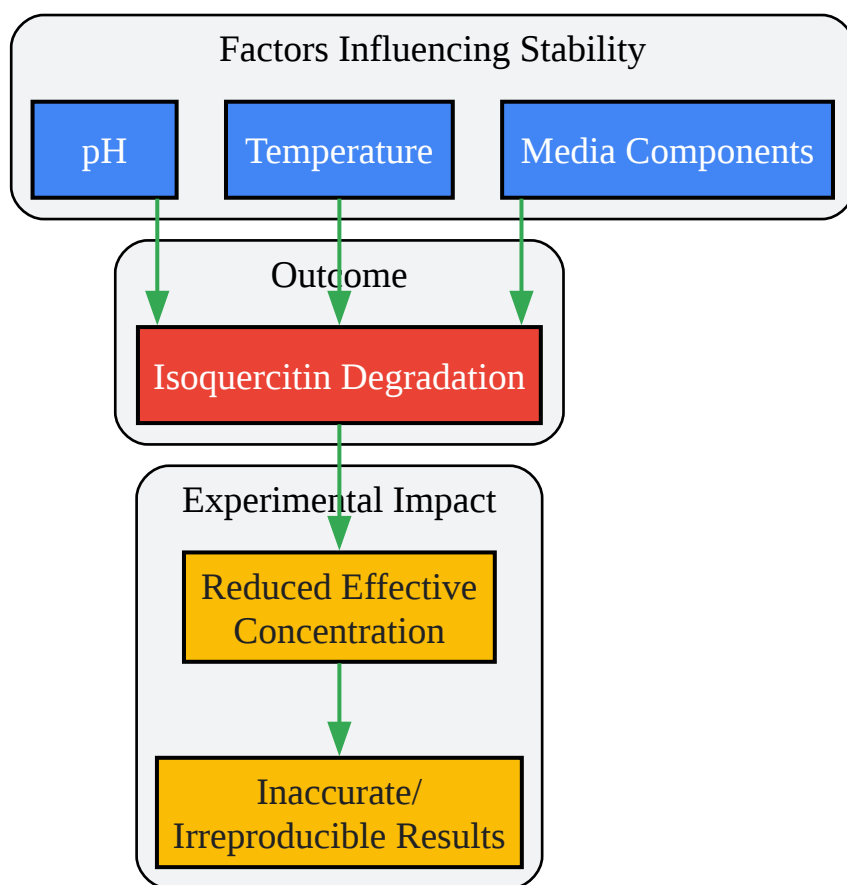 Factors Influencing Stability
pH
Temperature
Media Components
Outcome
Isoquercitin Degradation
Experimental Impact
Reduced Effective
Concentration
Inaccurate/
Irreproducible Results